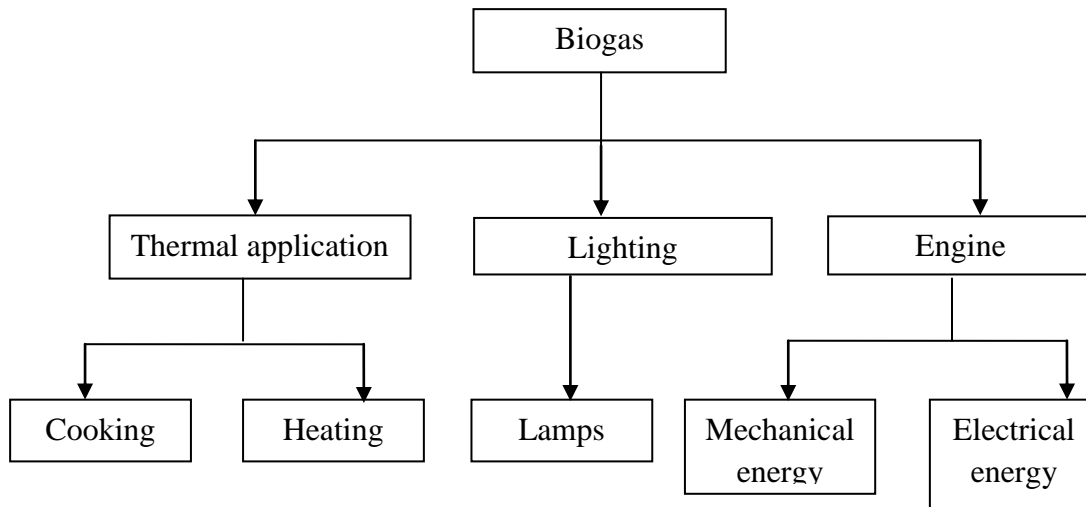 Biogas
Thermal application
Lighting
Engine
Cooking
Heating
Lamps
Mechanical
energy
Electrical
energy